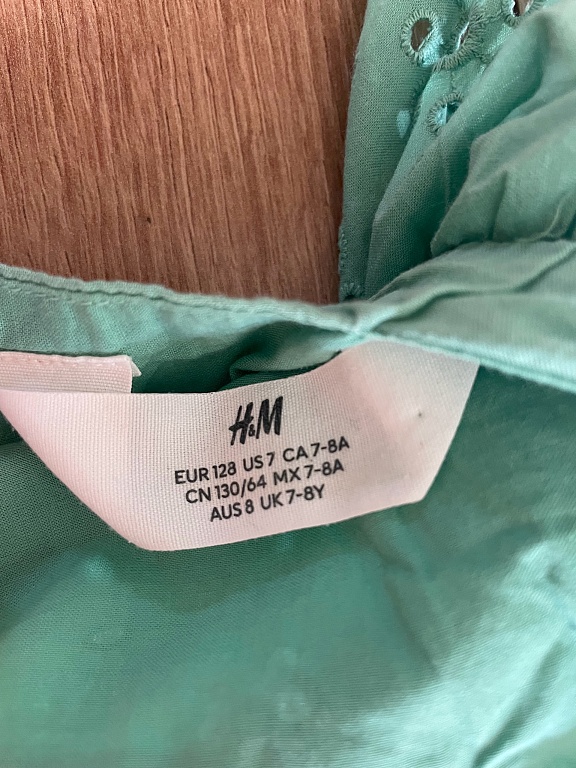 H&M
EUR 128 US 7 CA 7-8A
CN 130/64 MX 7-8A
AUS 8 UK 7-8Y